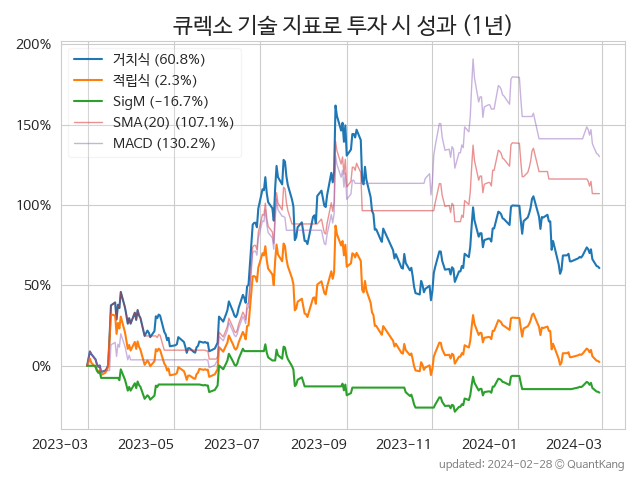 큐렉소 기술 지표로 투자 시 성과 (1년)
200%
150%
100%
50%
0%
거치식 (60.8%)
적립식 (2.3%)
SigM (−16.7%)
SMA(20) (107.1%)
MACD (130.2%)
2023-03 2023-05 2023-07 2023-09 2023-11 2024-01 2024-03
updated: 2024-02-28 ⓒ QuantKang